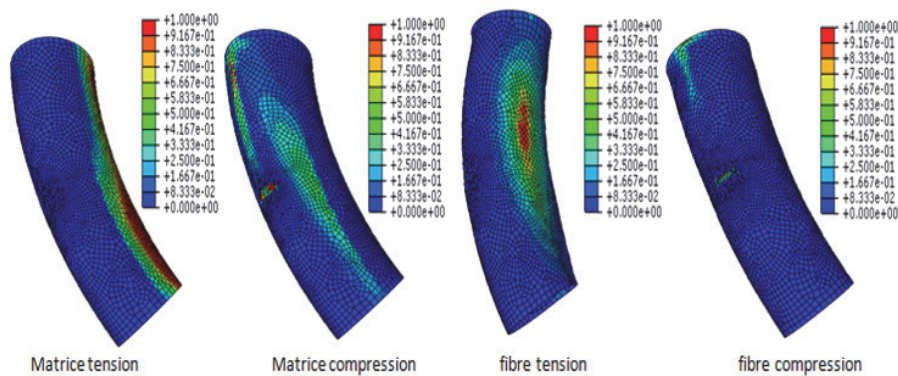 +1.000e+00
+9.167e-01
+8.333e-01
+7.500e-01
+6.667e-01
+5.833e-01
+5.000e-01
+4.167e-01
+3.333e-01
+2.500e-01
+1.667e-01
+8.333e-02
+0.000e+00
+1.000e+00
+9.167e-01
+8.333e-01
+7.500e-01
+6.667e-01
+5.833e-01
+5.000e-01
+4.167e-01
+3.333e-01
+2.500e-01
+1.667e-01
+8.333e-02
+0.000e+00
+1.000e+00
+9.167e-01
+8.333e-01
+7.500e-01
+6.667e-01
+5.833e-01
+5.000e-01
+4.167e-01
+3.333e-01
+2.500e-01
+1.667e-01
+8.333e-02
+0.000e+00
+1.000e+00
+9.167e-01
+8.333e-01
+7.500e-01
+6.667e-01
+5.833e-01
+5.000e-01
+4.167e-01
+3.333e-01
+2.500e-01
+1.667e-01
+8.333e-02
+0.000e+00
Matrice tension
Matrice compression
fibre tension
fibre compression